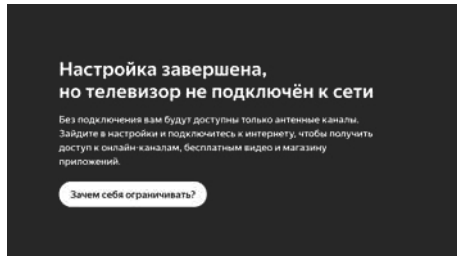 Настройка завершена,
но телевизор не подключён к сети
Без подключения вам будут доступны только антенные каналы.
Зайдите в настройки и подключитесь к интернету, чтобы получить
доступ к онлайн-каналам, бесплатным видео и магазину
приложений.
Зачем себя ограничивать?